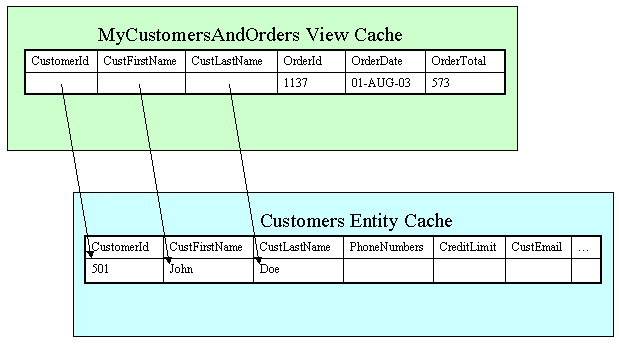 MyCustomersAndOrders View Cache
CustomerId CustFirstName CustLastName OrderId OrderDate OrderTotal
1137 01-AUG-03 573
Customers Entity Cache
CustomerId CustFirstName CustLastName PhoneNumbers CreditLimit CustEmail ...
501 John Doe